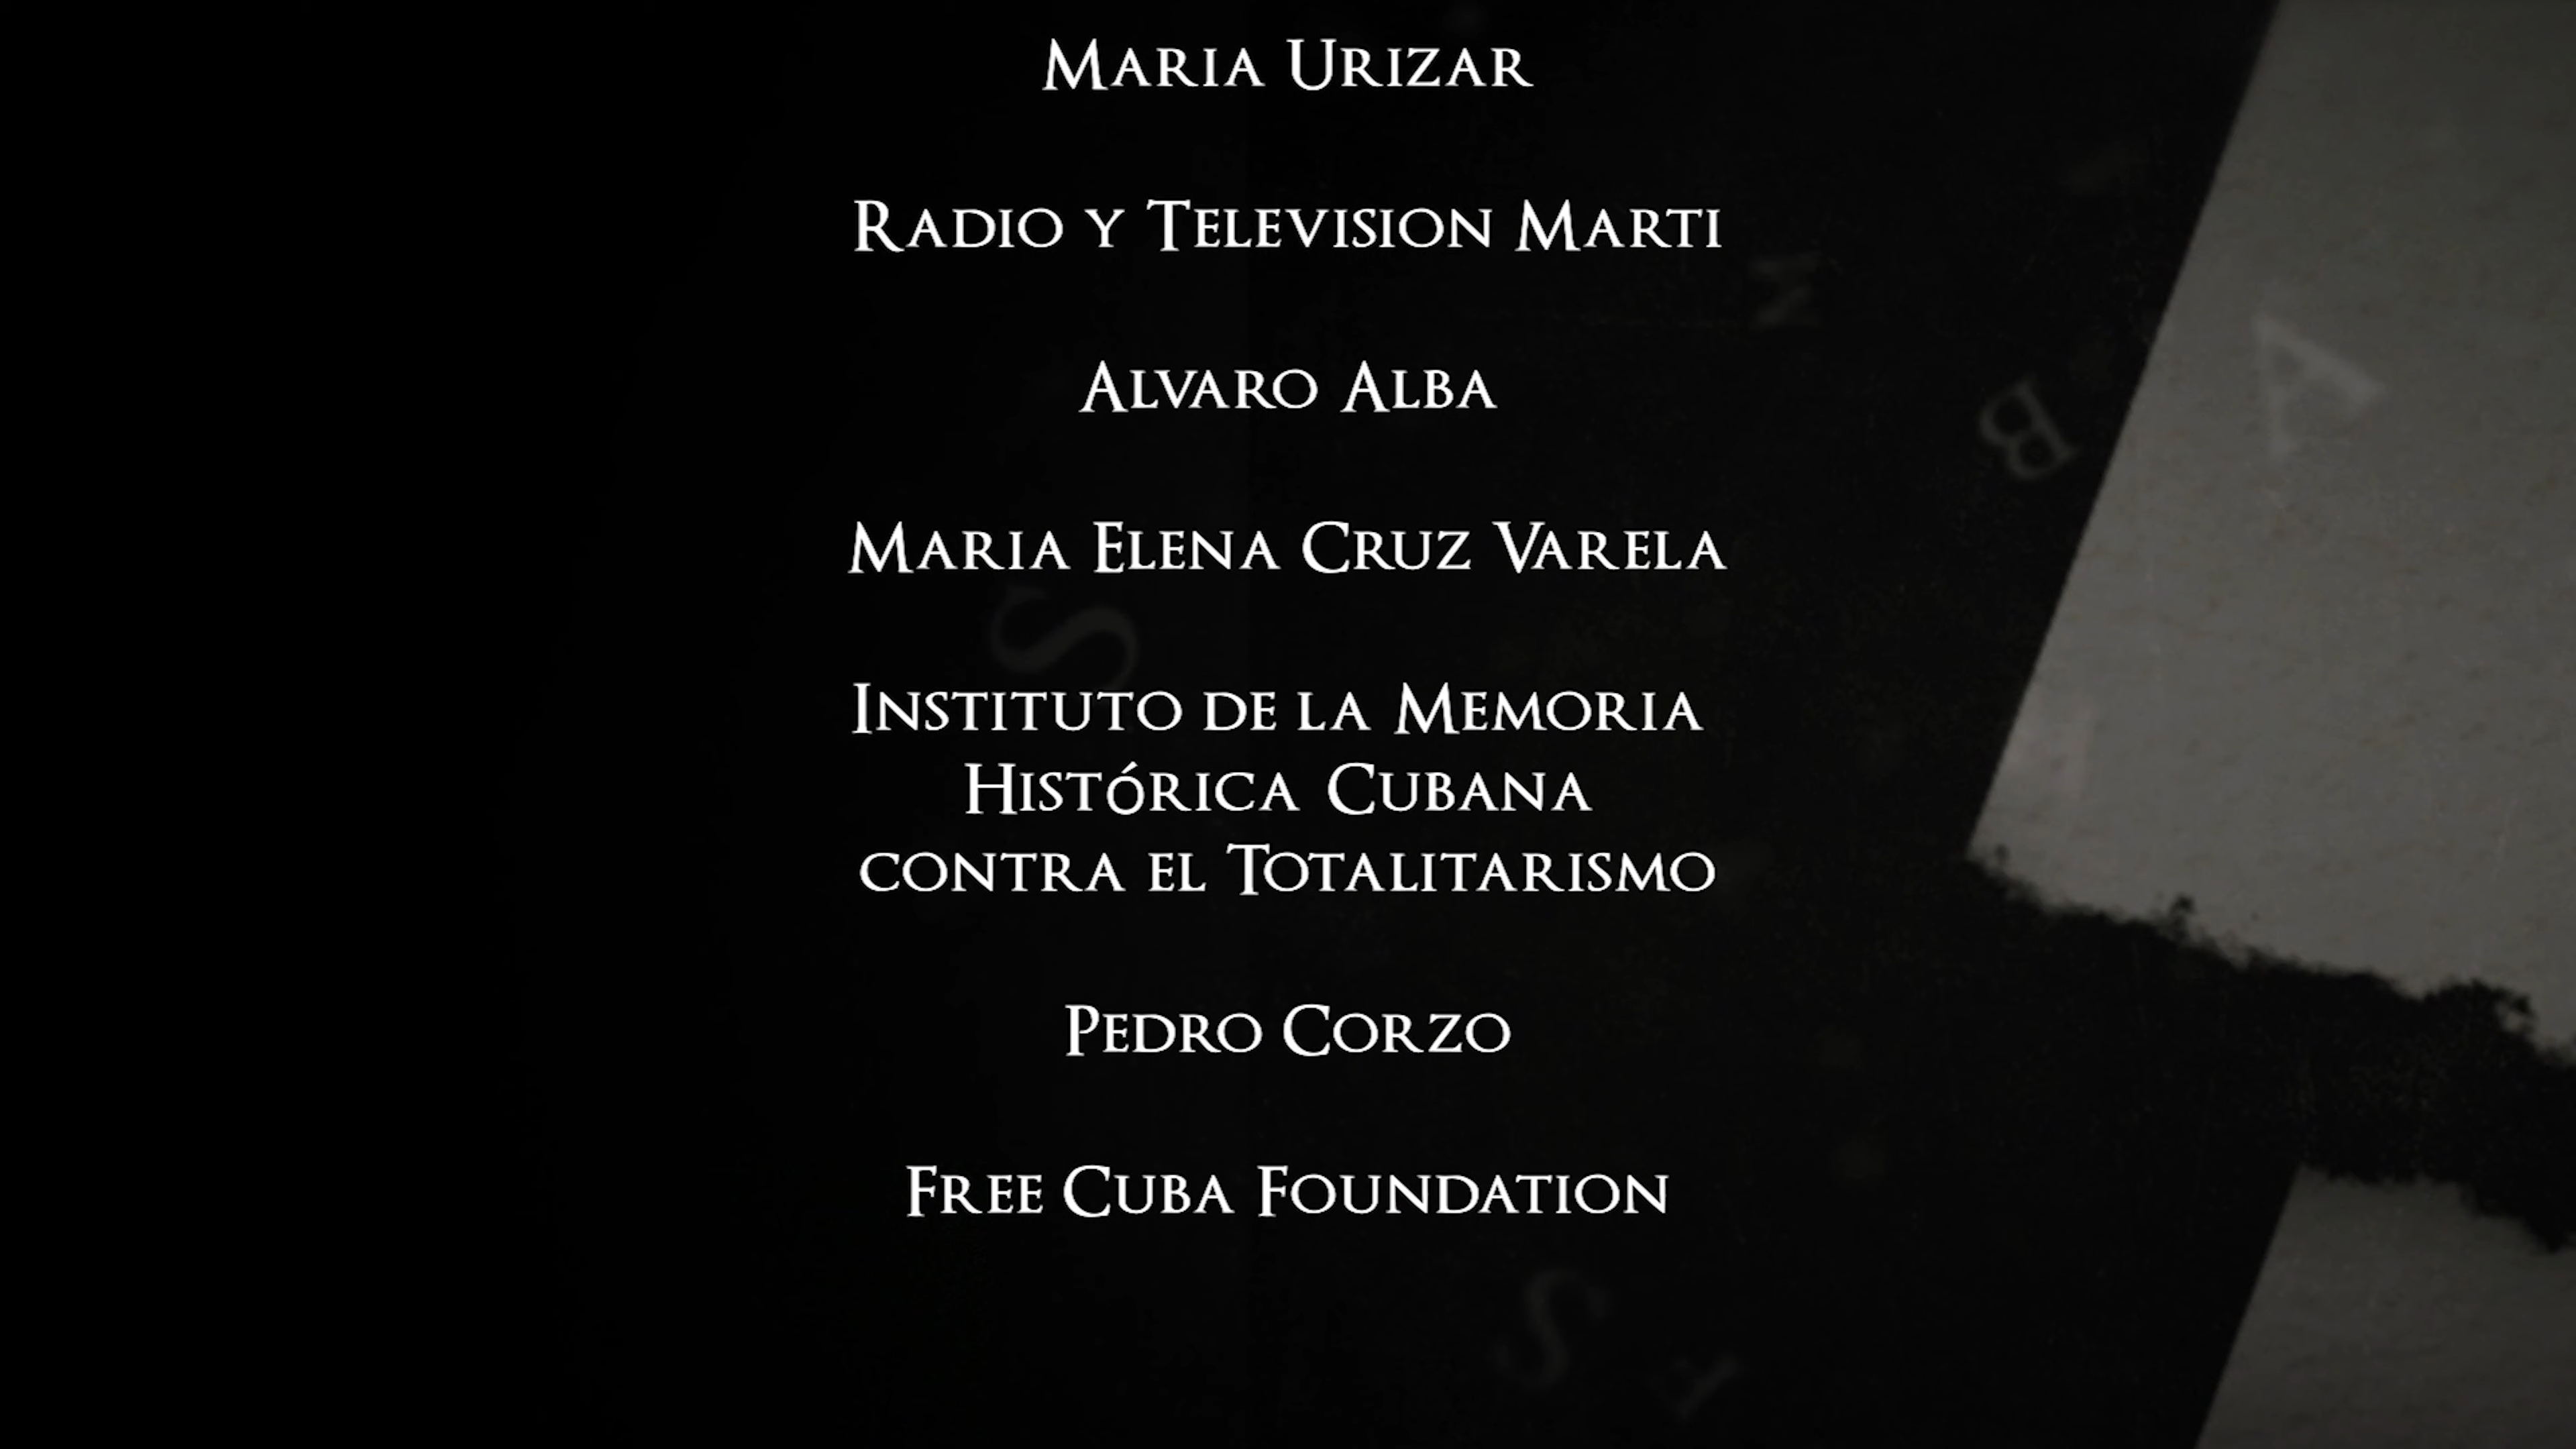 Maria Urizar
Radio y Television Marti
Alvaro Alba
Maria Elena Cruz Varela
Instituto de la Memoria
Histórica Cubana
contra el Totalitarismo
Pedro Corzo
Free Cuba Foundation